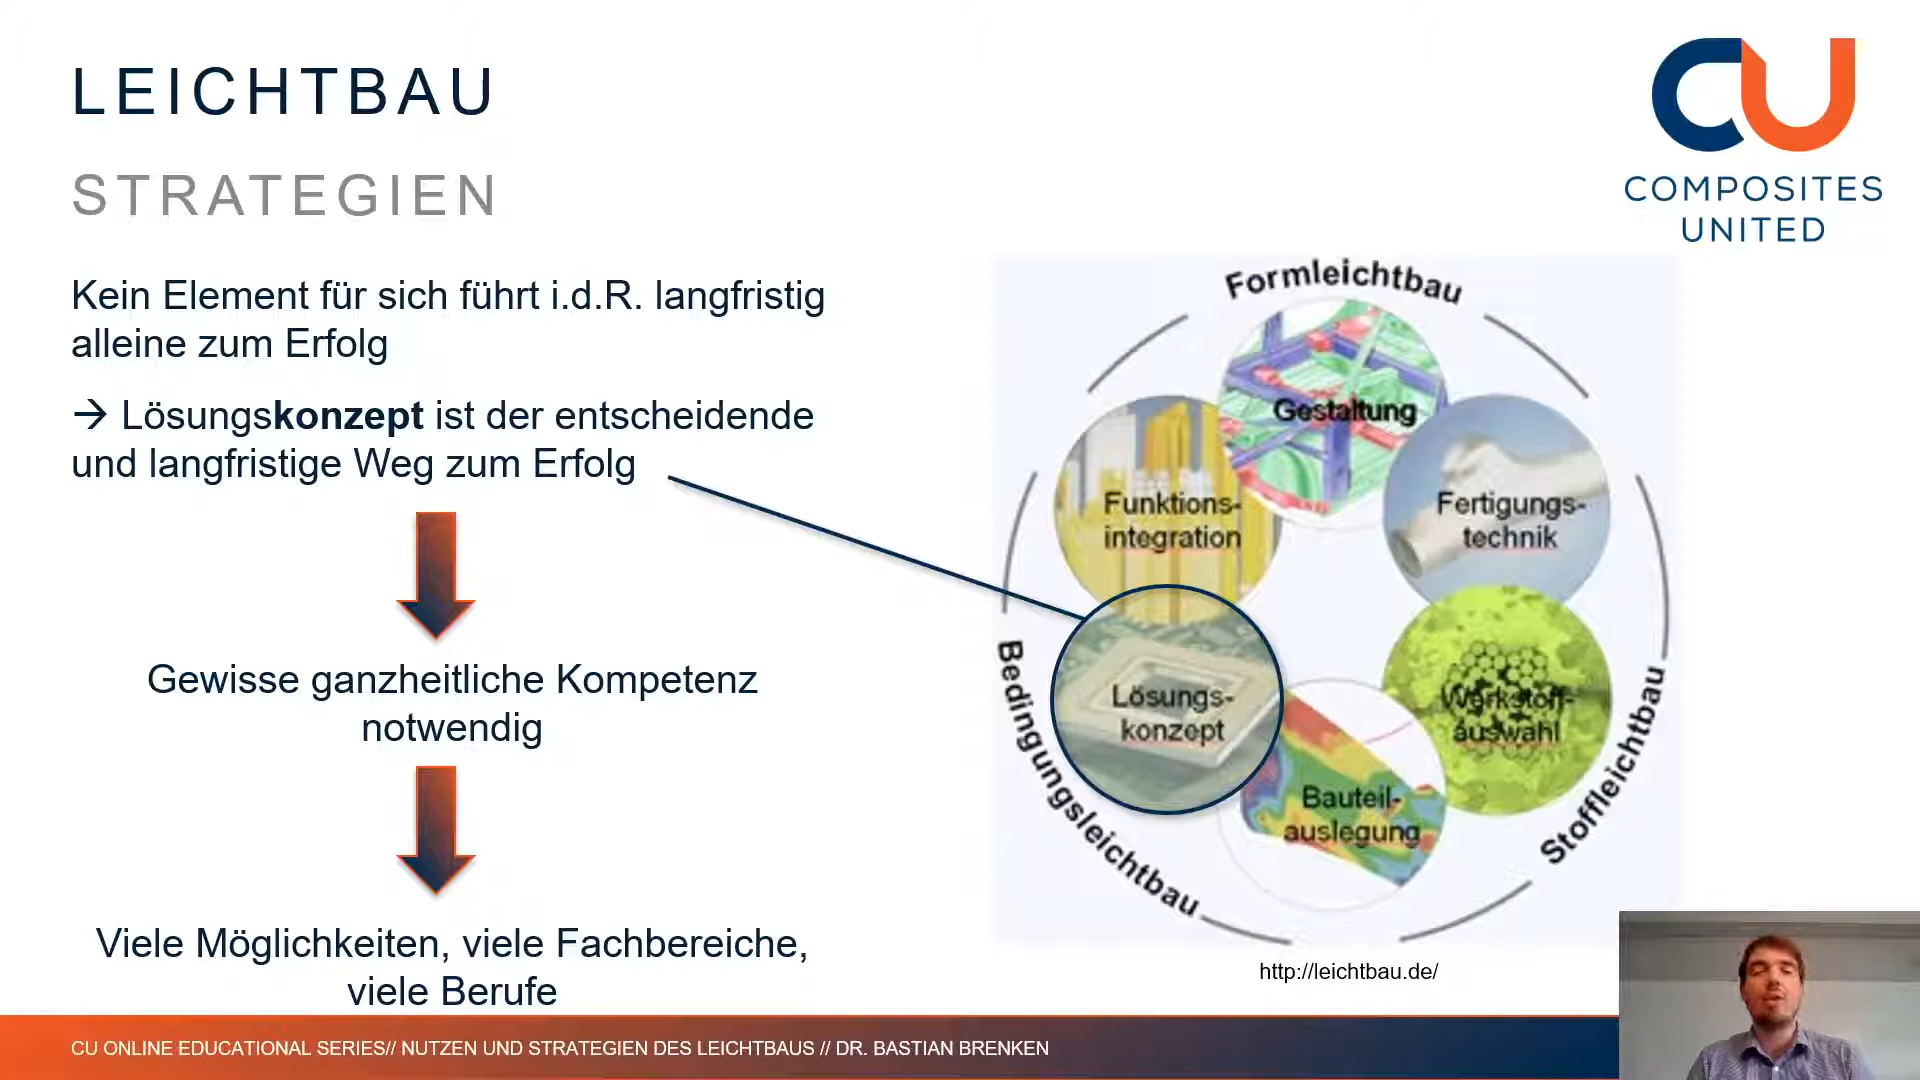 LEICHTBAU
STRATEGIEN
CU
COMPOSITES
UNITED
Kein Element für sich führt i.d.R. langfristig
alleine zum Erfolg
→ Lösungskonzept ist der entscheidende
und langfristige Weg zum Erfolg
Gewisse ganzheitliche Kompetenz
notwendig
Viele Möglichkeiten, viele Fachbereiche,
viele Berufe
Formleichtbau
Gestaltung
Funktions-
integration
Fertigungs-
technik
Lösungs-
konzept
Werkstoff-
auswahl
Bauteil-
auslegung
Bedingungsleichtbau
Stoffleichtbau
http://leichtbau.de/
CU ONLINE EDUCATIONAL SERIES// NUTZEN UND STRATEGIEN DES LEICHTBAUS // DR. BASTIAN BRENKEN